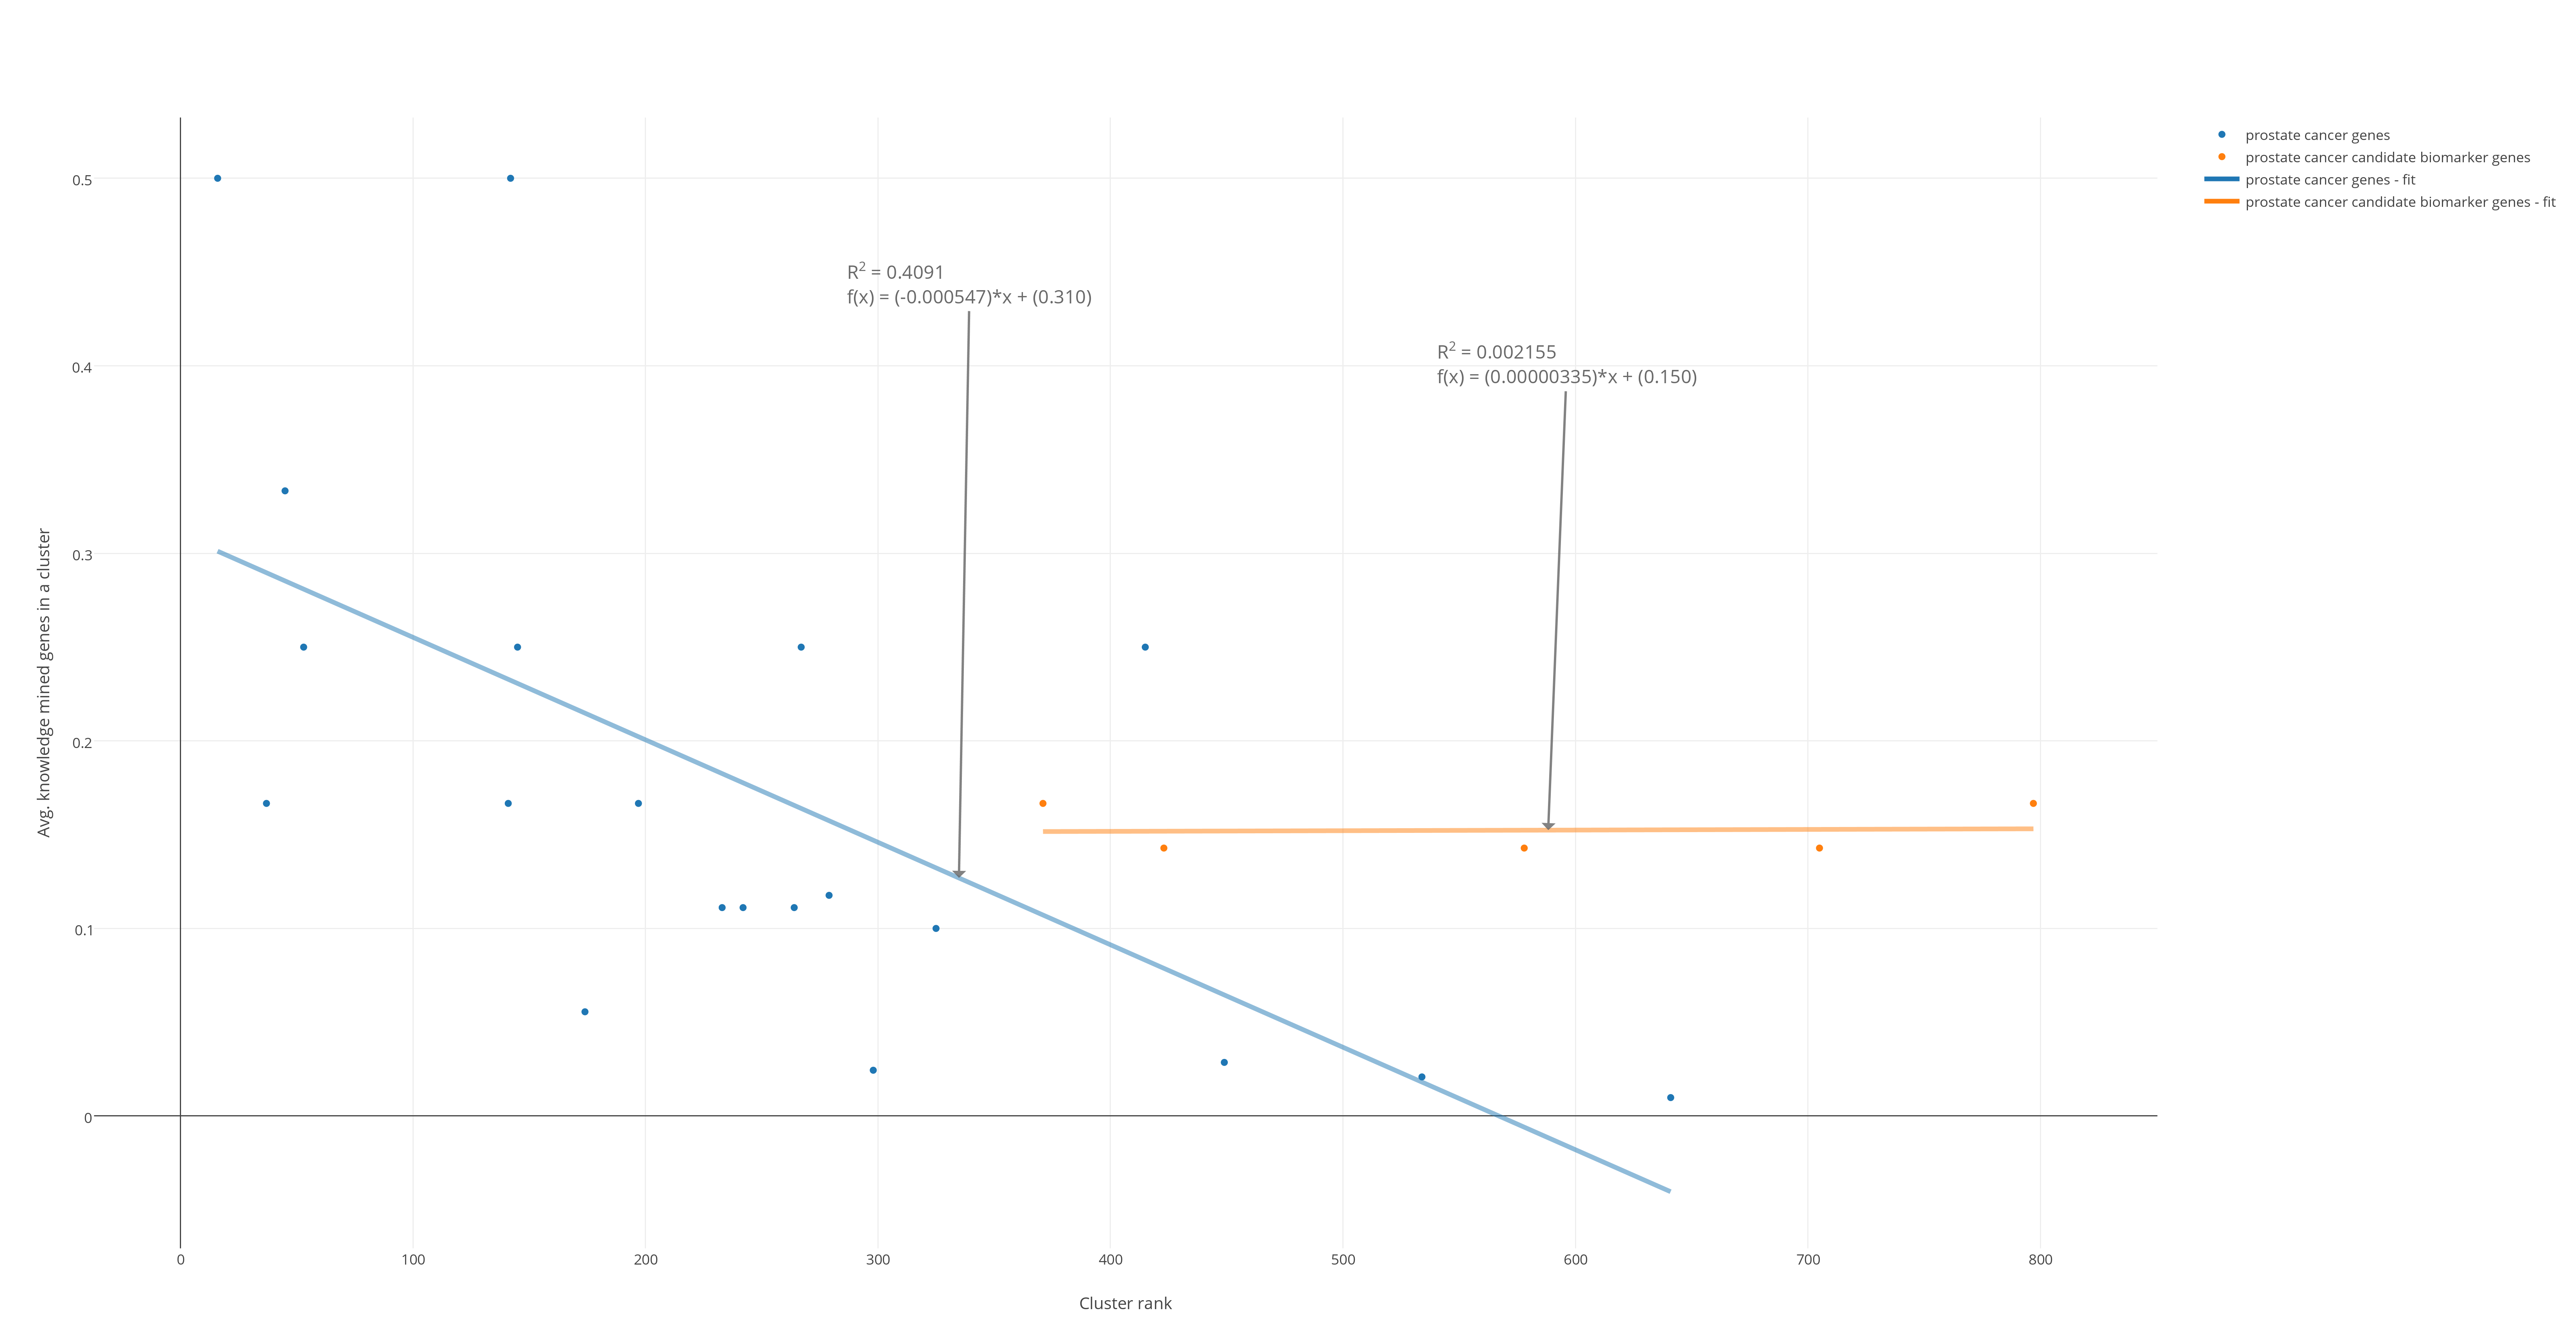 prostate cancer genes
prostate cancer candidate biomarker genes
prostate cancer genes - fit
prostate cancer candidate biomarker genes - fit
R² = 0.4091
f(x) = (-0.000547)*x + (0.310)
R² = 0.002155
f(x) = (0.00000335)*x + (0.150)
Avg. knowledge mined genes in a cluster
0.5
0.4
0.3
0.2
0.1
0
0 100 200 300 400 500 600 700 800
Cluster rank